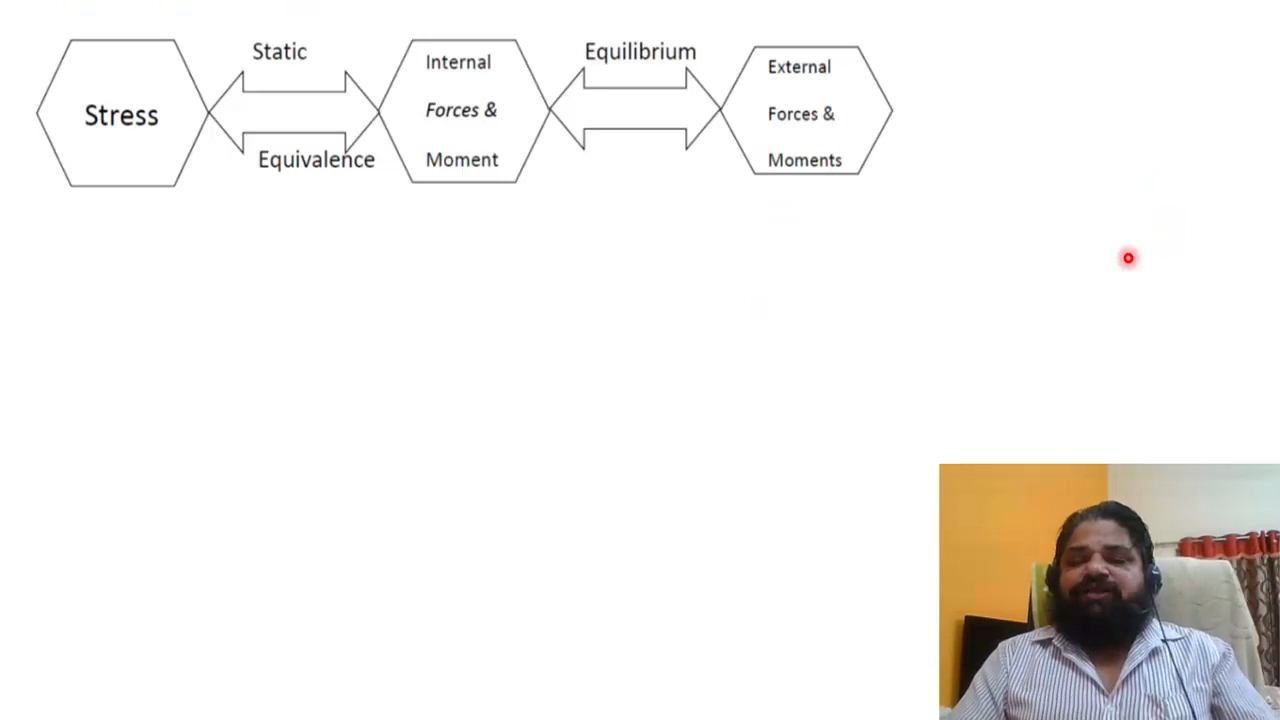 Stress
Static
Equivalence
Internal
Forces &
Moment
Equilibrium
External
Forces &
Moments